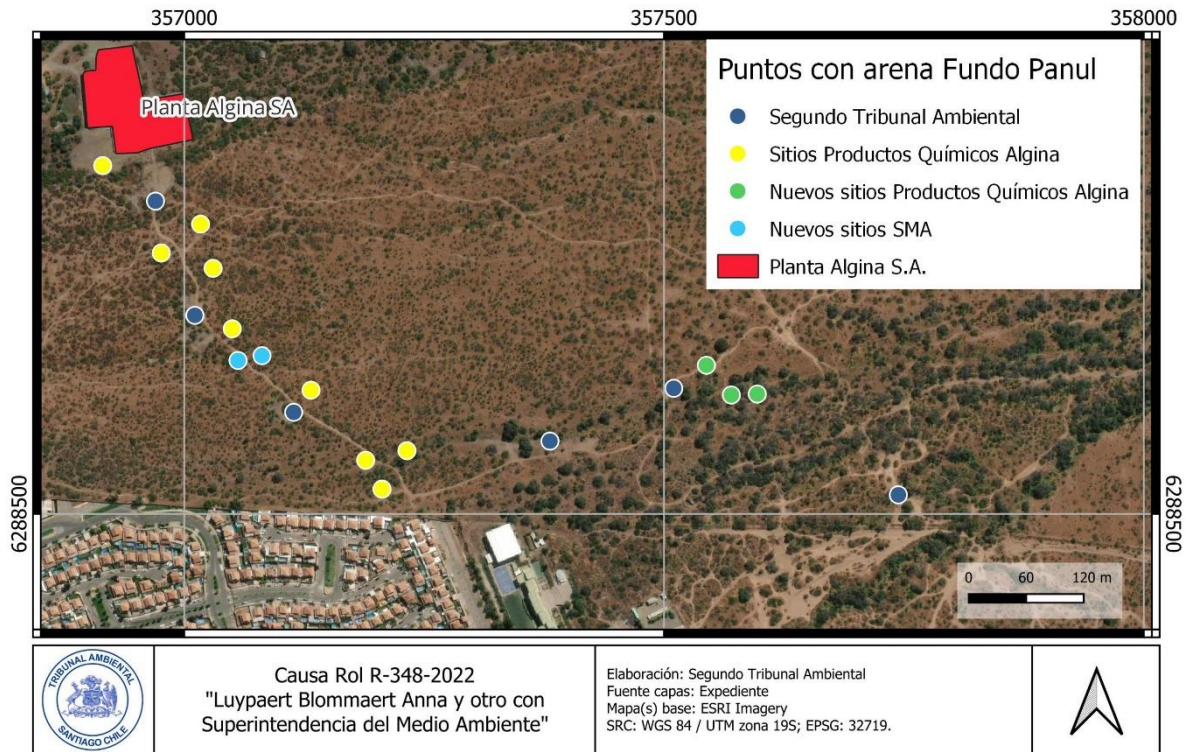 357000
357500
358000
Planta Algina SA
Puntos con arena Fundo Panul
Segundo Tribunal Ambiental
Sitios Productos Químicos Algina
Nuevos sitios Productos Químicos Algina
Nuevos sitios SMA
Planta Algina S.A.
6288500
6288500
0 60 120 m
TRIBUNAL AMBIENTAL
SANTIAGO CHILE
Causa Rol R-348-2022
"Luypaert Blommaert Anna y otro con
Superintendencia del Medio Ambiente"
Elaboración: Segundo Tribunal Ambiental
Fuente capas: Expediente
Mapa(s) base: ESRI Imagery
SRC: WGS 84 / UTM zona 19S; EPSG: 32719.